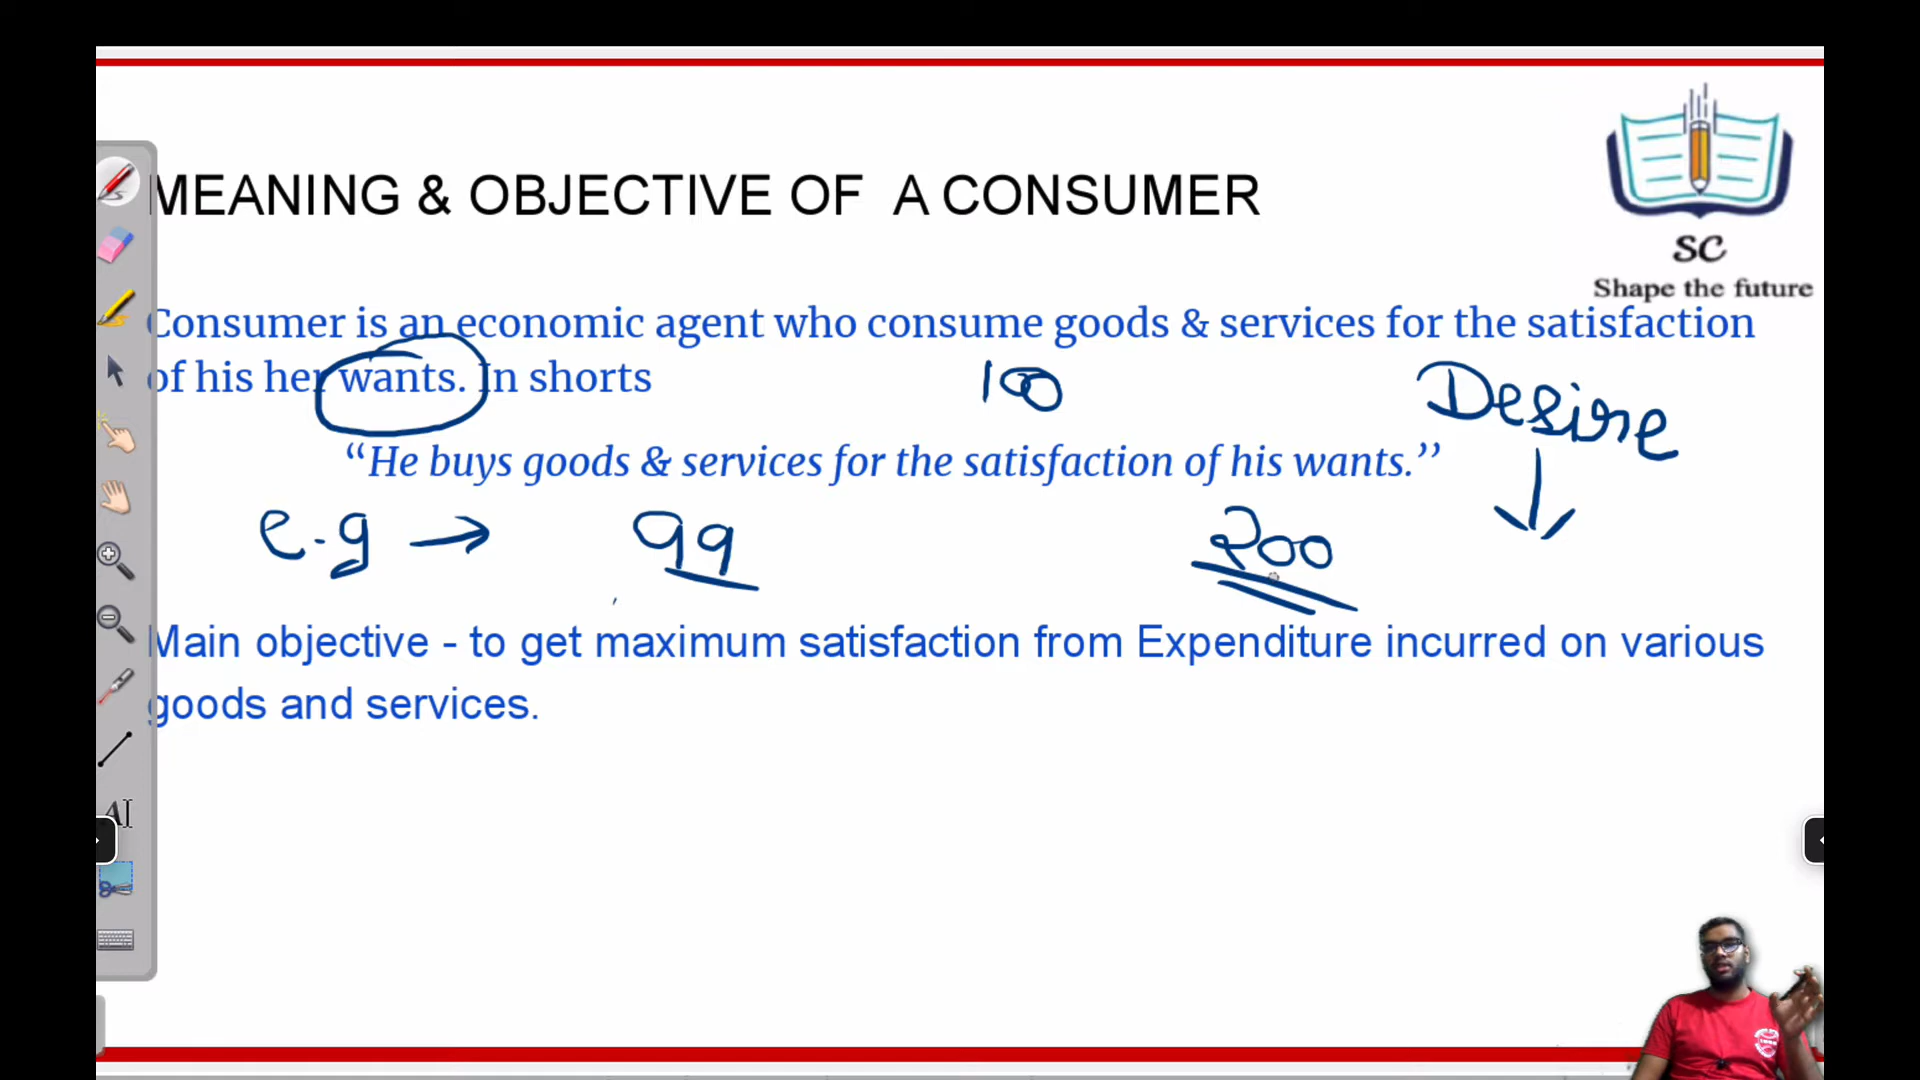 MEANING & OBJECTIVE OF A CONSUMER
SC
Shape the future
Consumer is an economic agent who consume goods & services for the satisfaction
of his her wants. In shorts
100
Desire
“He buys goods & services for the satisfaction of his wants.’’
e.g → 99 200
Main objective - to get maximum satisfaction from Expenditure incurred on various
goods and services.
AI